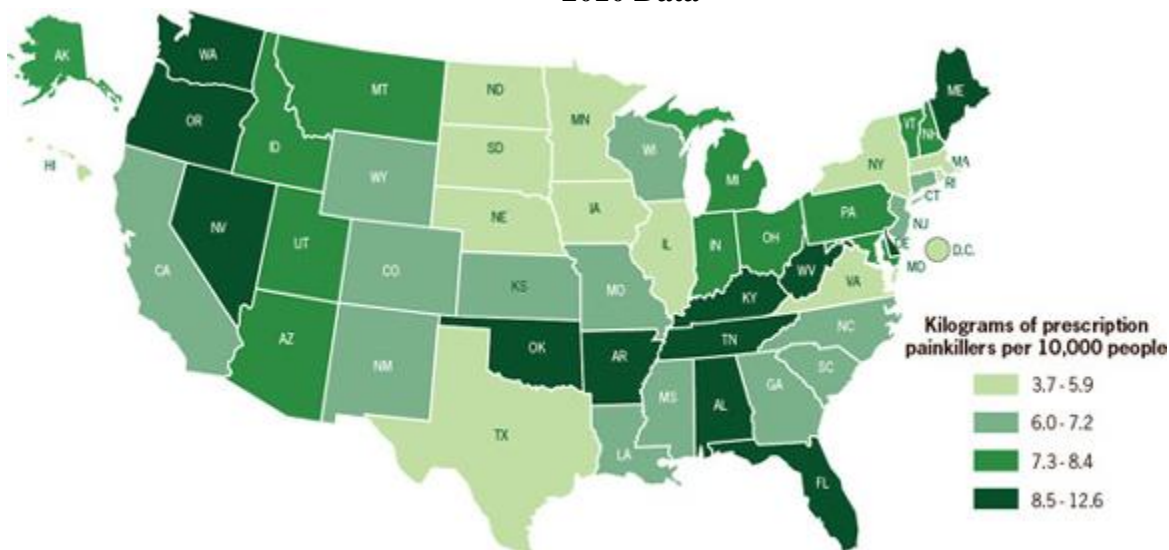 2010 Data
AK
WA
MT
ND
MN
ME
OR
ID
SD
WI
VT
NH
HI
WY
MI
NY
MA
RI
CT
NV
UT
NE
IA
PA
NJ
CA
CO
IL
IN
OH
DE
D.C.
MD
KS
MO
WV
VA
KY
AZ
NM
OK
AR
TN
NC
SC
MS
AL
GA
TX
LA
FL
Kilograms of prescription
painkillers per 10,000 people
3.7 - 5.9
6.0 - 7.2
7.3 - 8.4
8.5 - 12.6